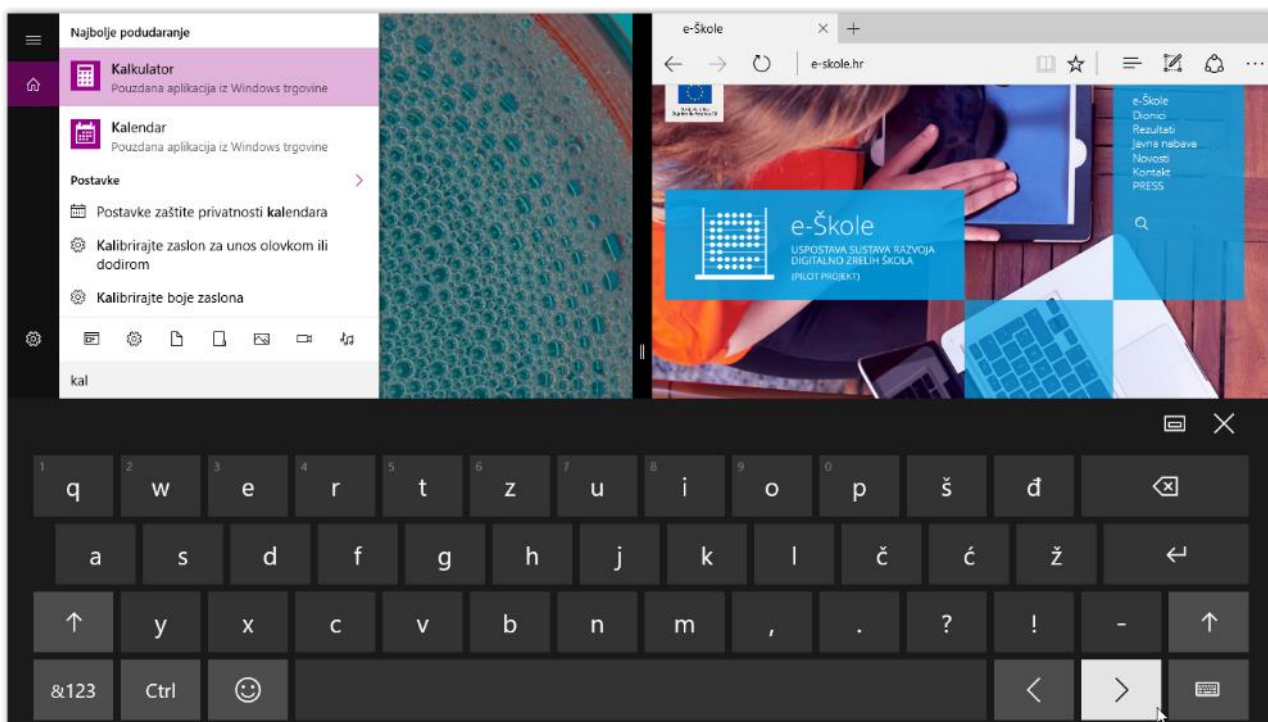 Najbolje podudaranje
Kalkulator
Pouzdana aplikacija iz Windows trgovine
Kalendar
Pouzdana aplikacija iz Windows trgovine
Postavke
Postavke zaštite privatnosti kalendara
Kalibrirajte zaslon za unos olovkom ili
dodirom
Kalibrirajte boje zaslona
kal
e-Škole
e-skole.hr
e-Škole
Dionici
Rezultati
Javna nabava
Novosti
Kontakt
PRESS
e-Škole
USPOSTAVA SUSTAVA RAZVOJA
DIGITALNO ZRELIH ŠKOLA
(PILOT PROJEKT)
1 2 3 4 5 6 7 8 9 0
q w e r t z u i o p š đ
a s d f g h j k l č ć ž
y x c v b n m , . ? ! -
&123 Ctrl